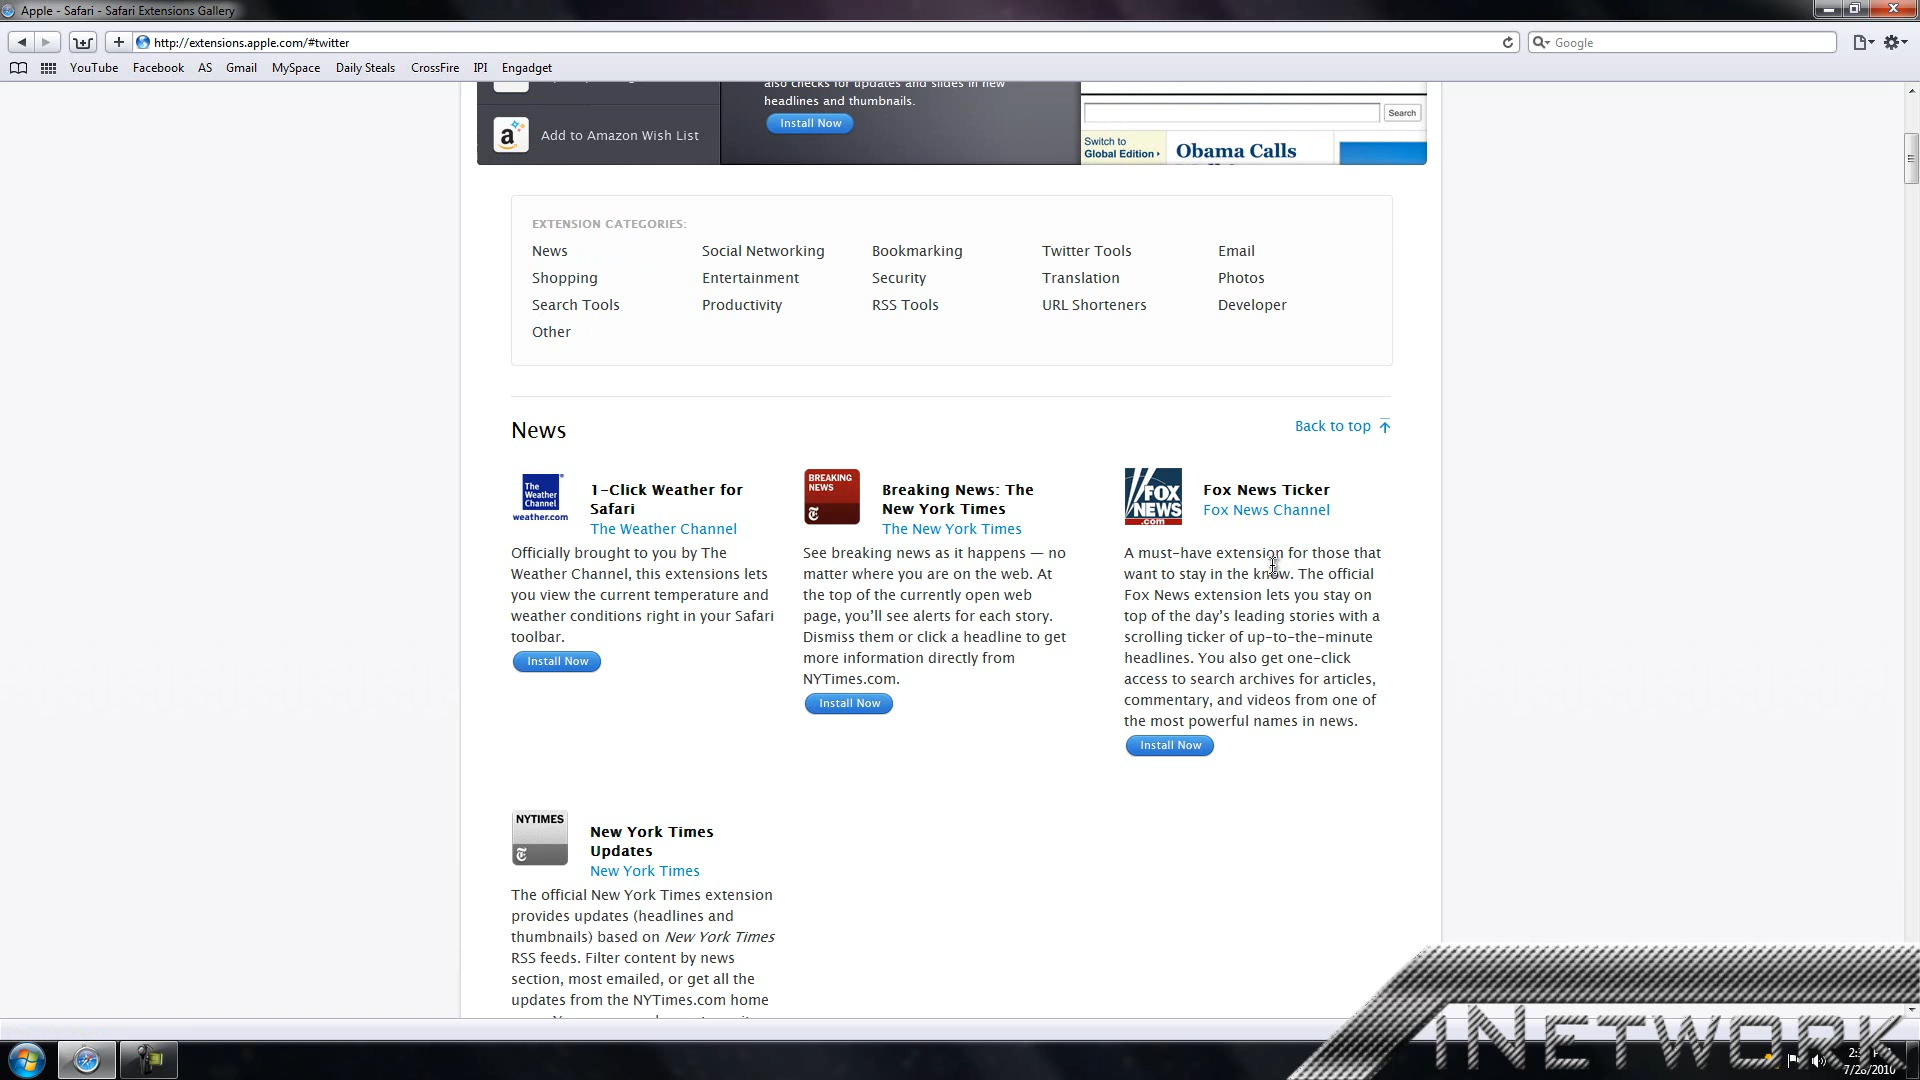 Apple - Safari - Safari Extensions Gallery
http://extensions.apple.com/#twitter
Google
YouTube Facebook AS Gmail MySpace Daily Steals CrossFire IPI Engadget
also checks for updates and slides in new
headlines and thumbnails.
Install Now
Add to Amazon Wish List
Search
Switch to
Global Edition
Obama Calls
EXTENSION CATEGORIES:
News Social Networking Bookmarking Twitter Tools Email
Shopping Entertainment Security Translation Photos
Search Tools Productivity RSS Tools URL Shorteners Developer
Other
News
Back to top
The
Weather
Channel
weather.com
1-Click Weather for
Safari
The Weather Channel
Officially brought to you by The
Weather Channel, this extensions lets
you view the current temperature and
weather conditions right in your Safari
toolbar.
Install Now
BREAKING
NEWS
T
Breaking News: The
New York Times
The New York Times
See breaking news as it happens — no
matter where you are on the web. At
the top of the currently open web
page, you’ll see alerts for each story.
Dismiss them or click a headline to get
more information directly from
NYTimes.com.
Install Now
FOX
NEWS
.com
Fox News Ticker
Fox News Channel
A must-have extension for those that
want to stay in the know. The official
Fox News extension lets you stay on
top of the day’s leading stories with a
scrolling ticker of up-to-the-minute
headlines. You also get one-click
access to search archives for articles,
commentary, and videos from one of
the most powerful names in news.
Install Now
NYTIMES
T
New York Times
Updates
New York Times
The official New York Times extension
provides updates (headlines and
thumbnails) based on New York Times
RSS feeds. Filter content by news
section, most emailed, or get all the
updates from the NYTimes.com home
iNETWORK
7/28/2010